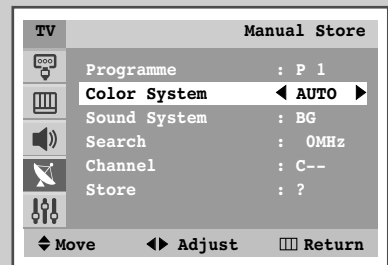 TV Manual Store
Programme : P 1
Color System ◀ AUTO ▶
Sound System : BG
Search : 0MHz
Channel : C--
Store : ?
Move Adjust Return